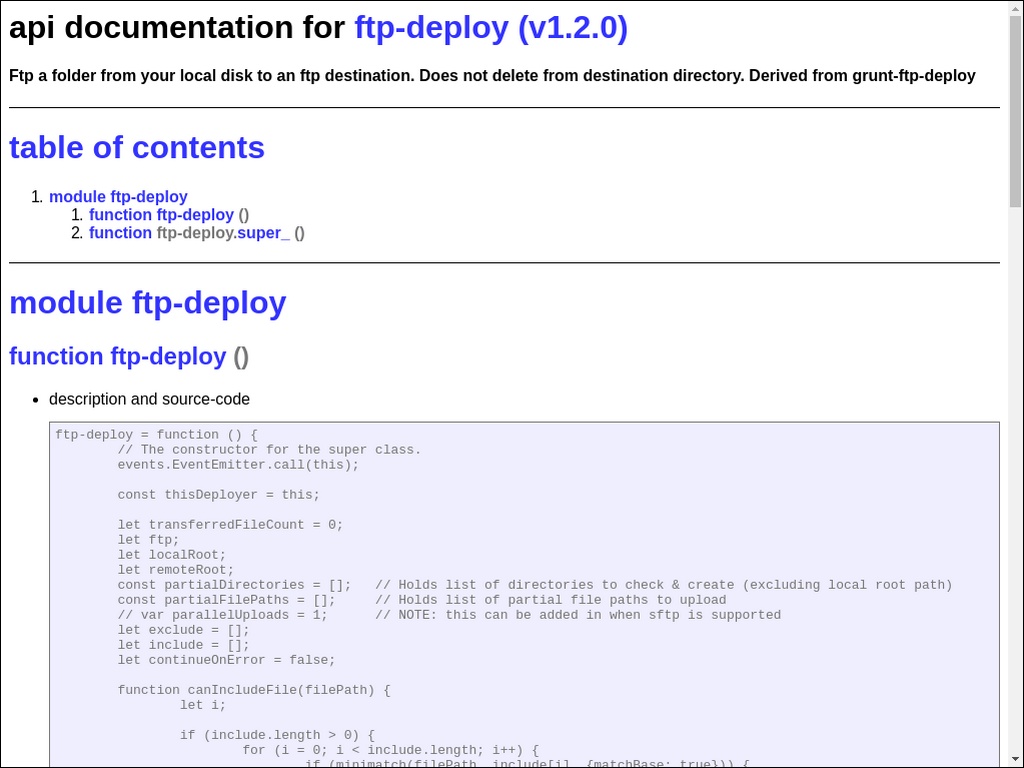 api documentation for ftp-deploy (v1.2.0)
Ftp a folder from your local disk to an ftp destination. Does not delete from destination directory. Derived from grunt-ftp-deploy
table of contents
1. module ftp-deploy
1. function ftp-deploy ()
2. function ftp-deploy.super_ ()
module ftp-deploy
function ftp-deploy ()
• description and source-code
ftp-deploy = function () {
// The constructor for the super class.
events.EventEmitter.call(this);
const thisDeployer = this;
let transferredFileCount = 0;
let ftp;
let localRoot;
let remoteRoot;
const partialDirectories = [];   // Holds list of directories to check & create (excluding local root path)
const partialFilePaths = [];     // Holds list of partial file paths to upload
// var parallelUploads = 1;      // NOTE: this can be added in when sftp is supported
let exclude = [];
let include = [];
let continueOnError = false;
function canIncludeFile(filePath) {
let i;
if (include.length > 0) {
for (i = 0; i < include.length; i++) {
if (minimatch(filePath, include[i], {matchBase: true})) {